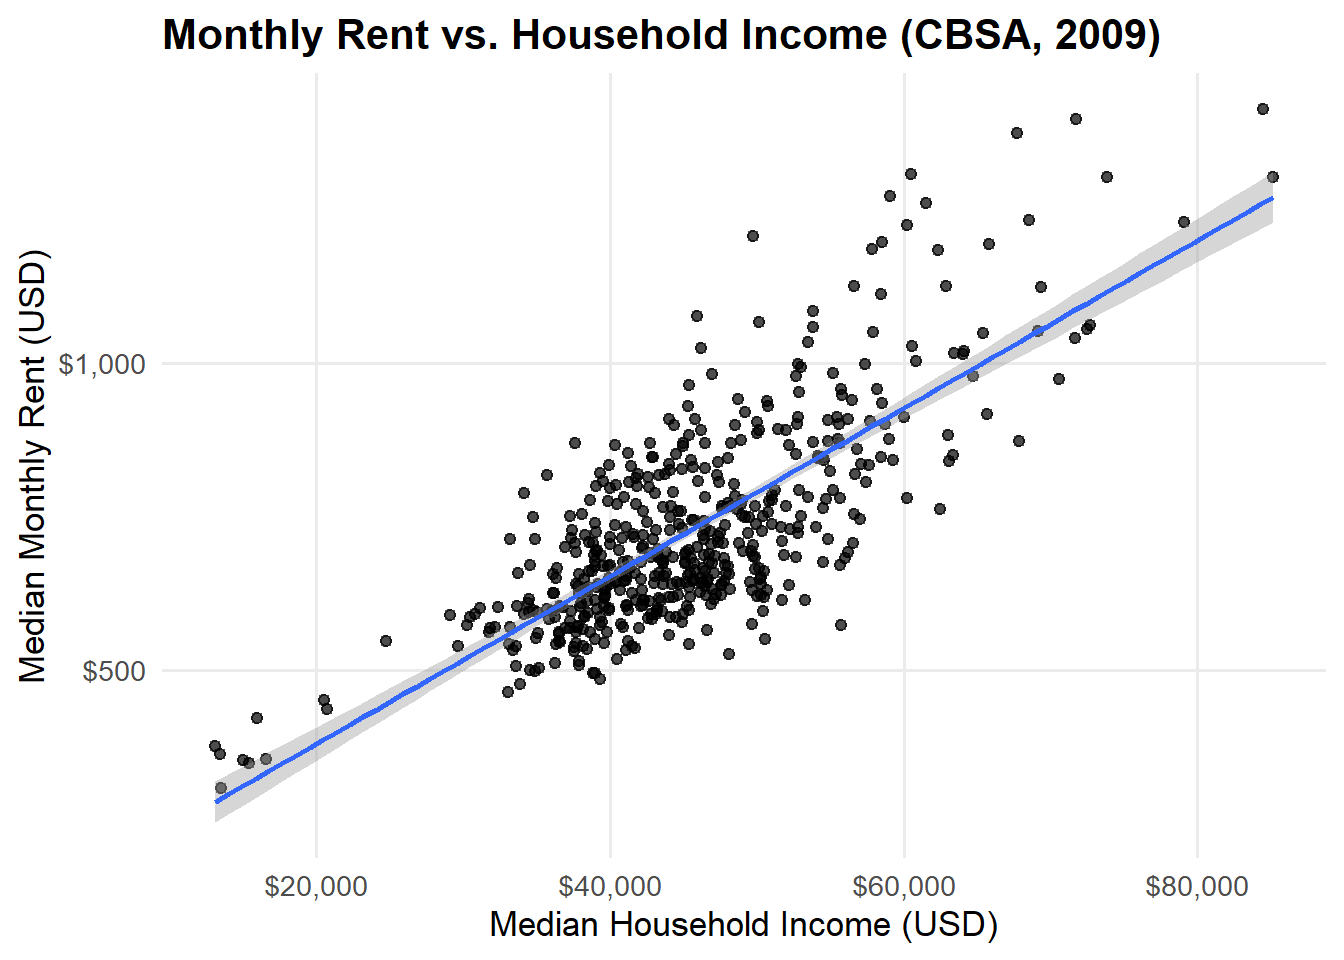 Monthly Rent vs. Household Income (CBSA, 2009)
Median Monthly Rent (USD)
$1,000
$500
$20,000
$40,000
$60,000
$80,000
Median Household Income (USD)